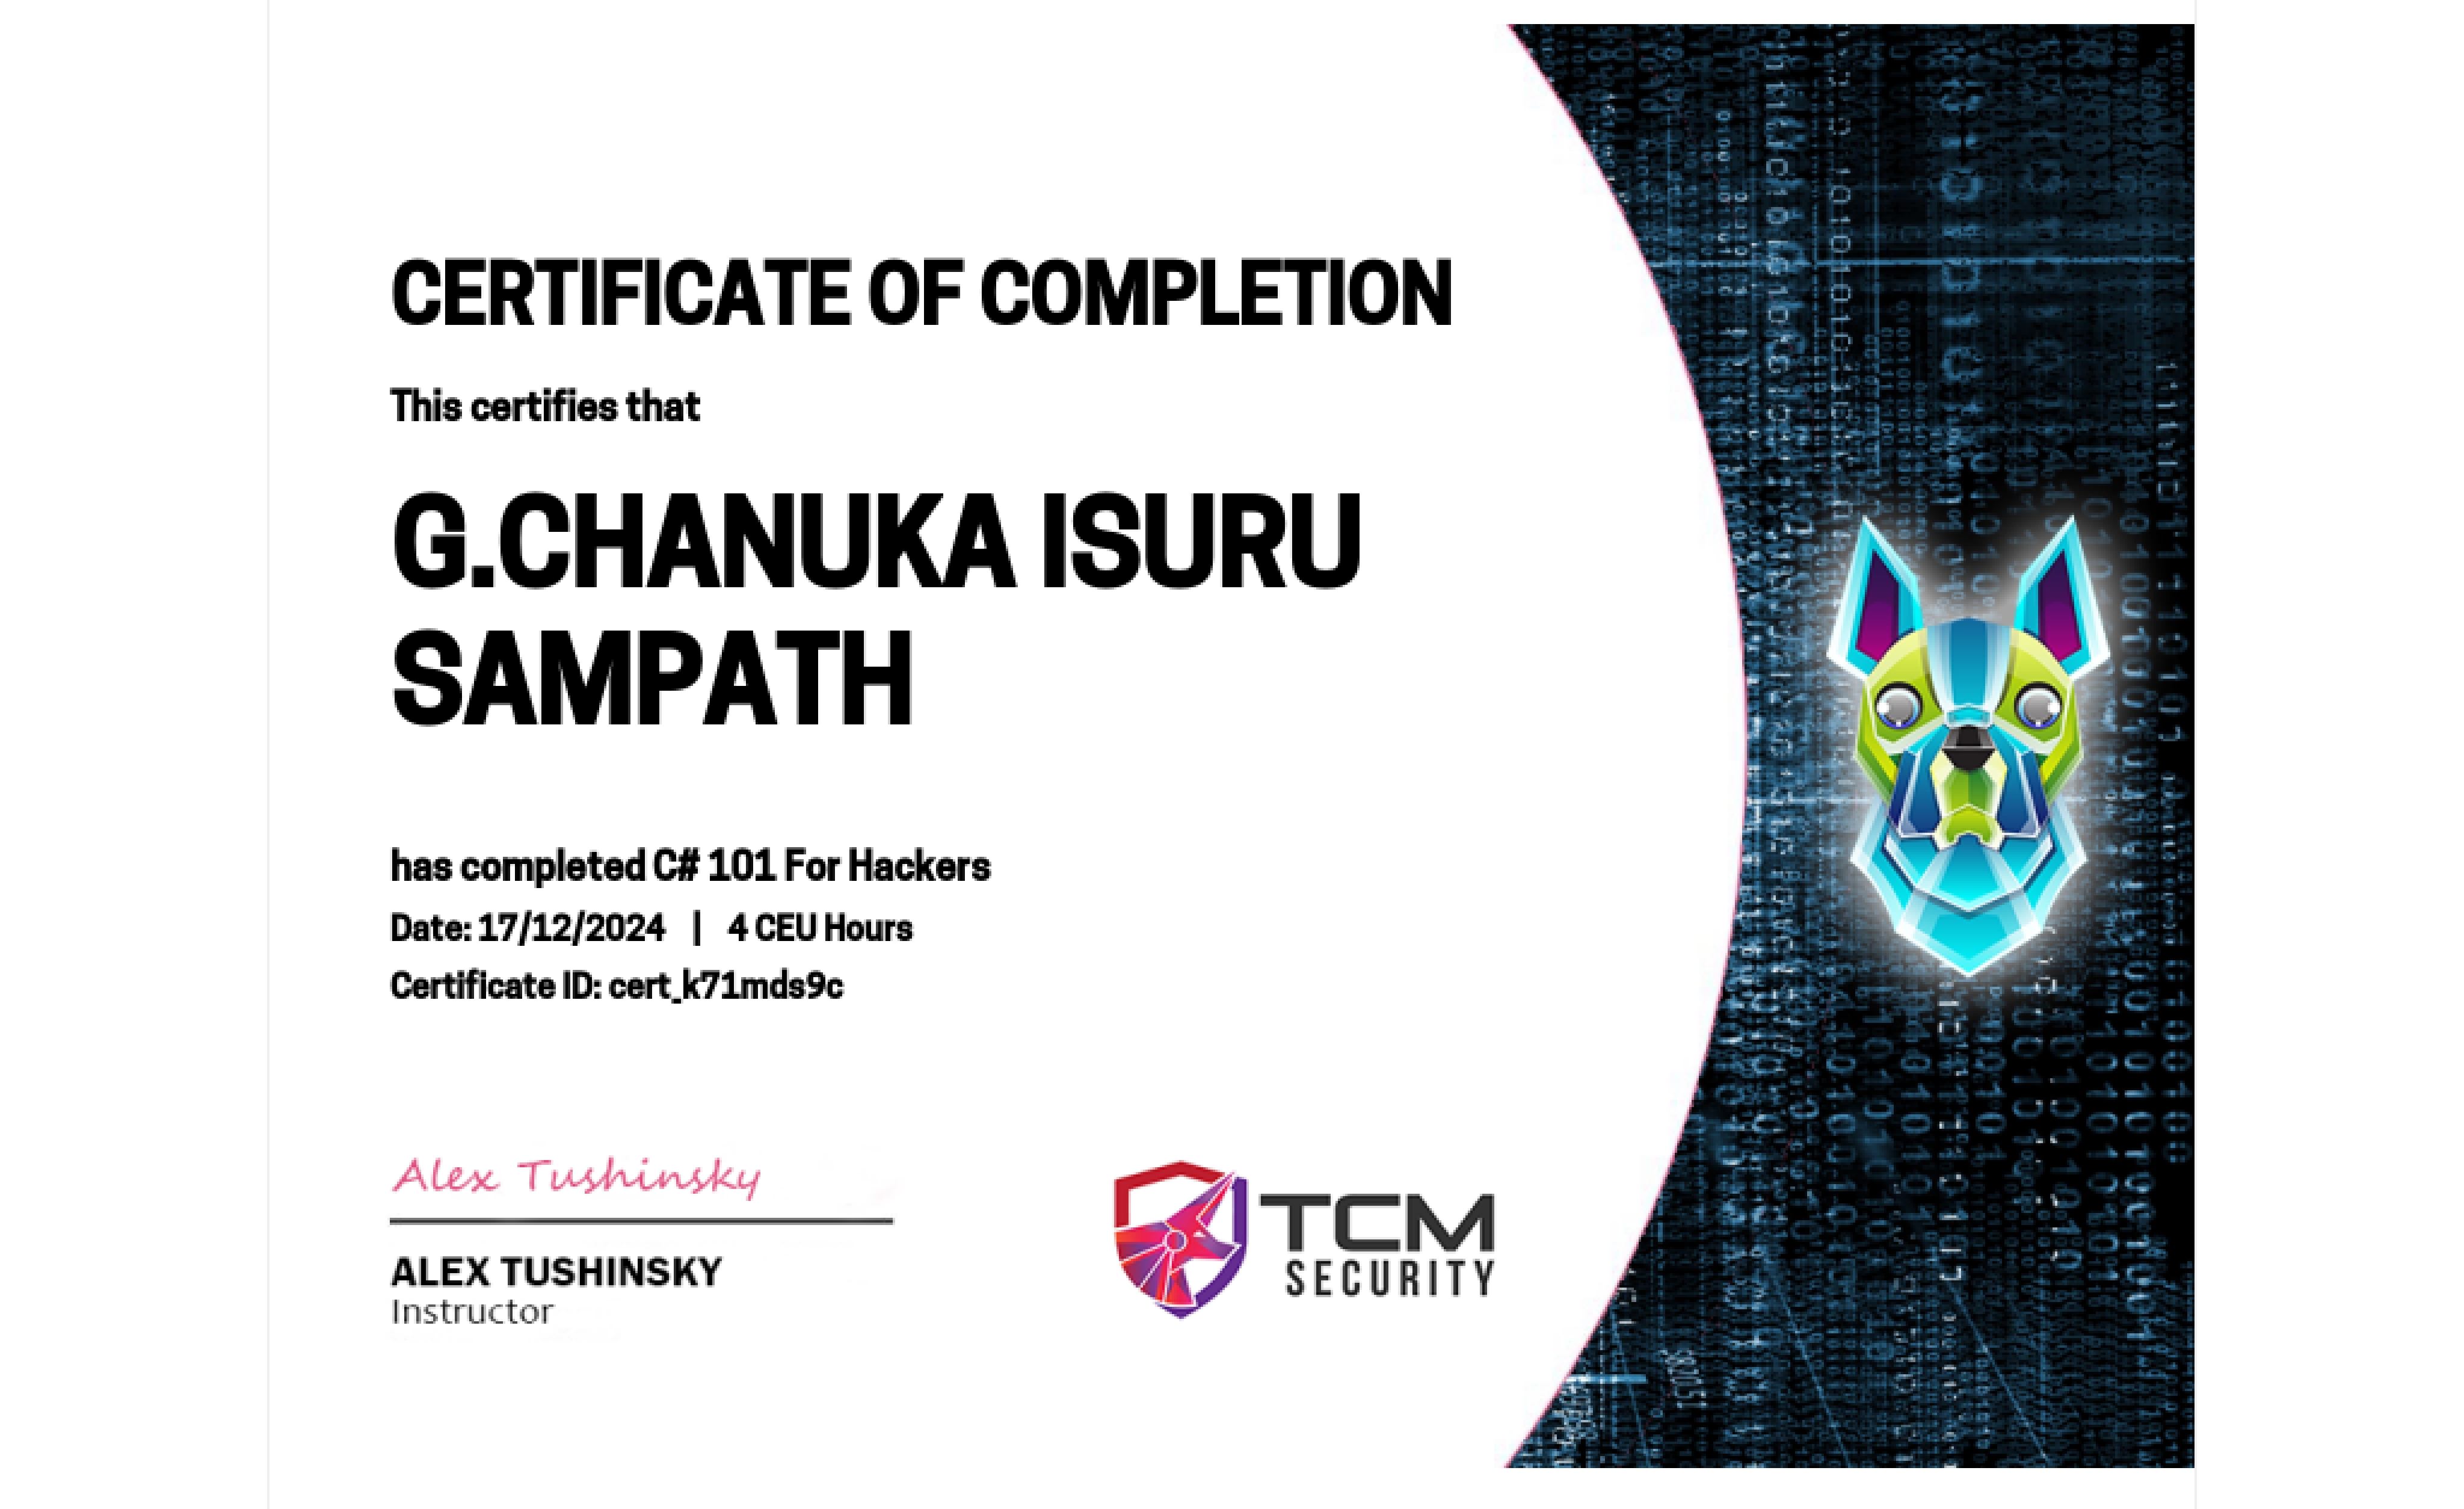 CERTIFICATE OF COMPLETION
This certifies that
G.CHANUKA ISURU
SAMPATH
has completed C# 101 For Hackers
Date: 17/12/2024 | 4 CEU Hours
Certificate ID: cert_k71mds9c
Alex Tushinsky
ALEX TUSHINSKY
Instructor
TCM
SECURITY